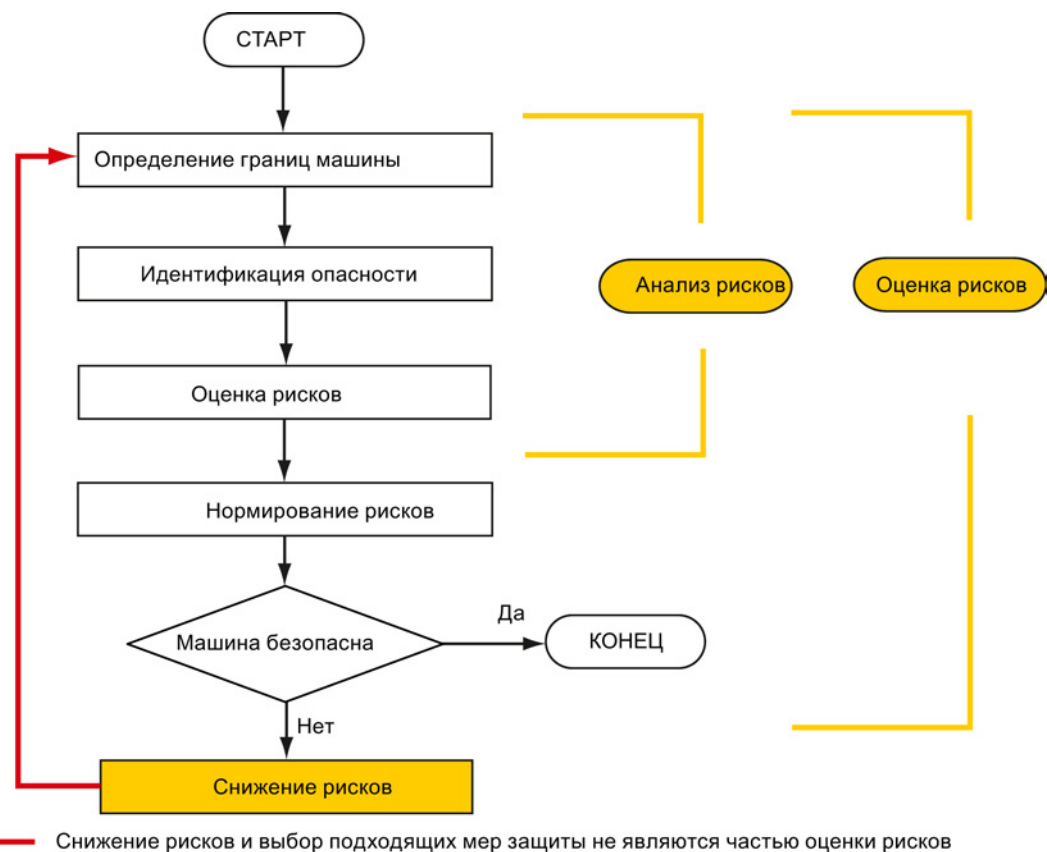 СТАРТ
Определение границ машины
Идентификация опасности
Анализ рисков
Оценка рисков
Оценка рисков
Нормирование рисков
Машина безопасна
Да
КОНЕЦ
Нет
Снижение рисков
Снижение рисков и выбор подходящих мер защиты не являются частью оценки рисков